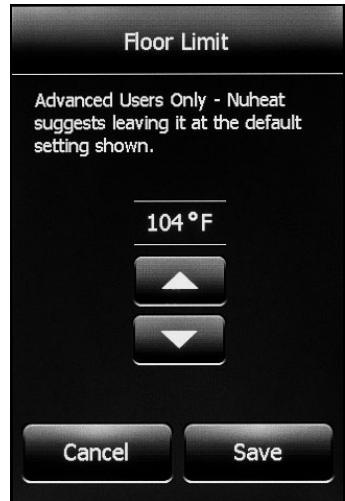 Floor Limit
Advanced Users Only - Nuheat
suggests leaving it at the default
setting shown.
104°F
Cancel Save